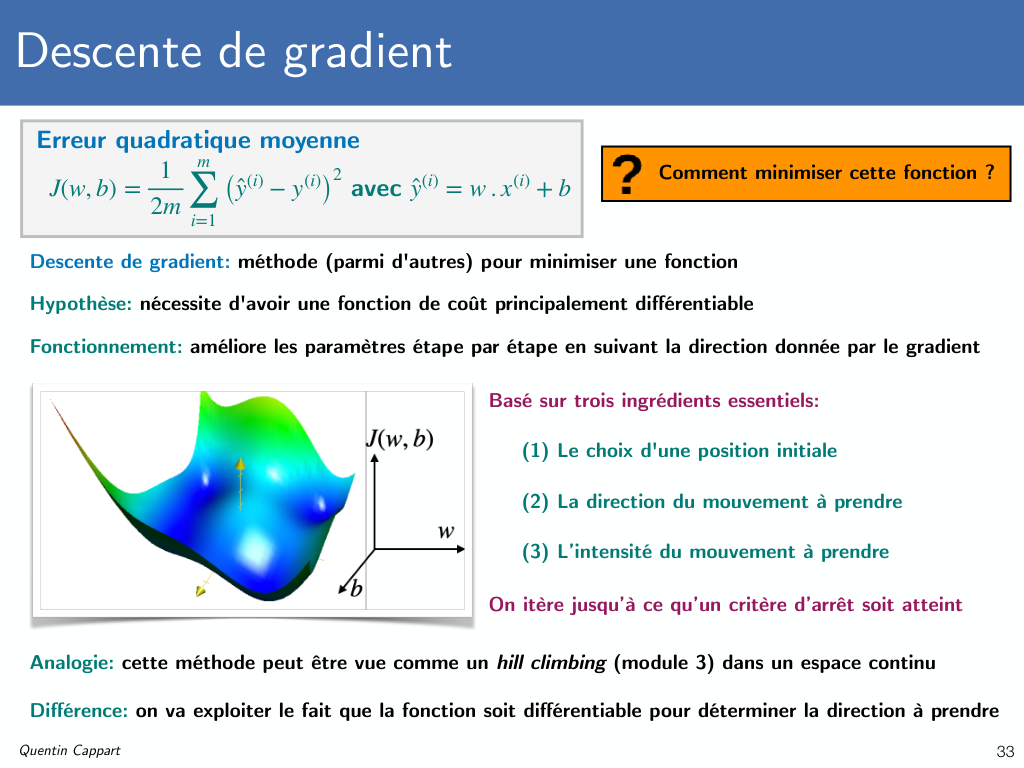 Descente de gradient
Erreur quadratique moyenne
J(w, b) = 1/2m ∑_{i=1}^{m} (ŷ^(i) − y^(i))² avec ŷ^(i) = w . x^(i) + b
? Comment minimiser cette fonction ?
Descente de gradient: méthode (parmi d'autres) pour minimiser une fonction
Hypothèse: nécessite d'avoir une fonction de coût principalement différentiable
Fonctionnement: améliore les paramètres étape par étape en suivant la direction donnée par le gradient
J(w, b)
w
b
Basé sur trois ingrédients essentiels:
(1) Le choix d'une position initiale
(2) La direction du mouvement à prendre
(3) L'intensité du mouvement à prendre
On itère jusqu'à ce qu'un critère d'arrêt soit atteint
Analogie: cette méthode peut être vue comme un hill climbing (module 3) dans un espace continu
Différence: on va exploiter le fait que la fonction soit différentiable pour déterminer la direction à prendre
Quentin Cappart
33